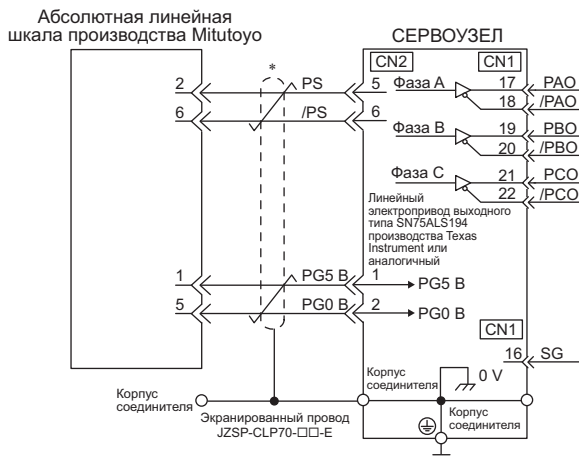 Абсолютная линейная
шкала производства Mitutoyo
СЕРВОУЗЕЛ
*
CN2
CN1
2
PS
5
Фаза A
17
PAO
18
/PAO
6
/PS
6
Фаза B
19
PBO
20
/PBO
Фаза C
21
PCO
22
/PCO
Линейный
электропривод выходного
типа SN75ALS194
производства Texas
Instrument или
аналогичный
1
PG5 В
1
PG5 В
5
PG0 В
2
PG0 В
CN1
16
SG
Корпус
соединителя
0 V
Корпус
соединителя
Экранированный провод
JZSP-CLP70-□□-E
Корпус
соединителя